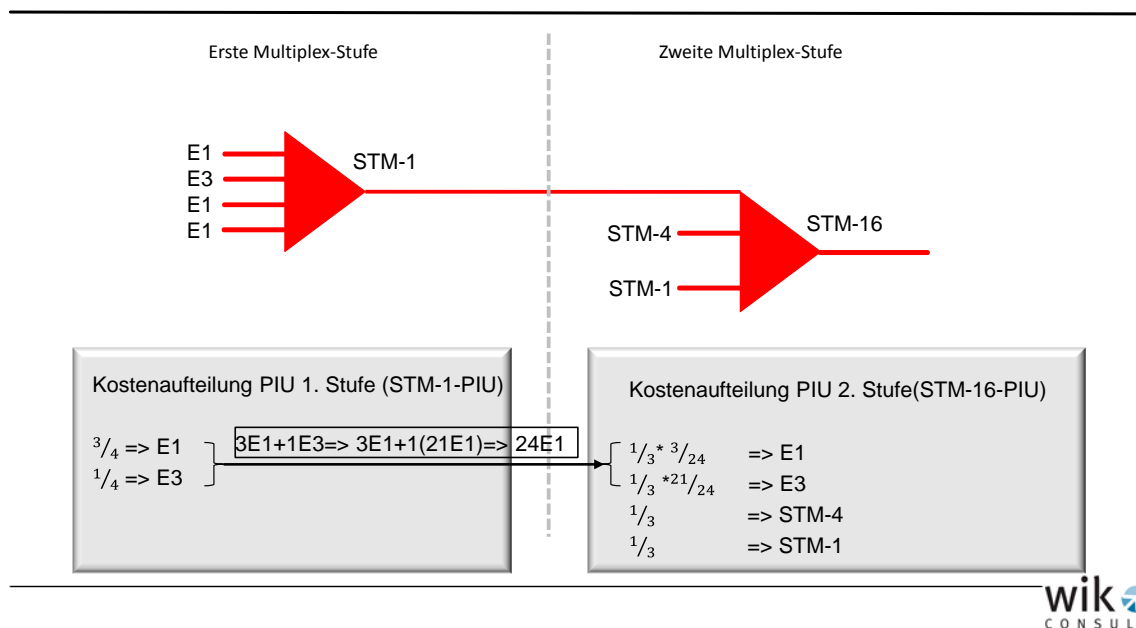 Erste Multiplex-Stufe
Zweite Multiplex-Stufe
E1
E3
E1
E1
STM-1
STM-4
STM-1
STM-16
Kostenaufteilung PIU 1. Stufe (STM-1-PIU)
3/4 => E1
1/4 => E3
3E1+1E3=> 3E1+1(21E1)=> 24E1
Kostenaufteilung PIU 2. Stufe(STM-16-PIU)
1/3* 3/24 => E1
1/3 *21/24 => E3
1/3 => STM-4
1/3 => STM-1
wik
CONSUL